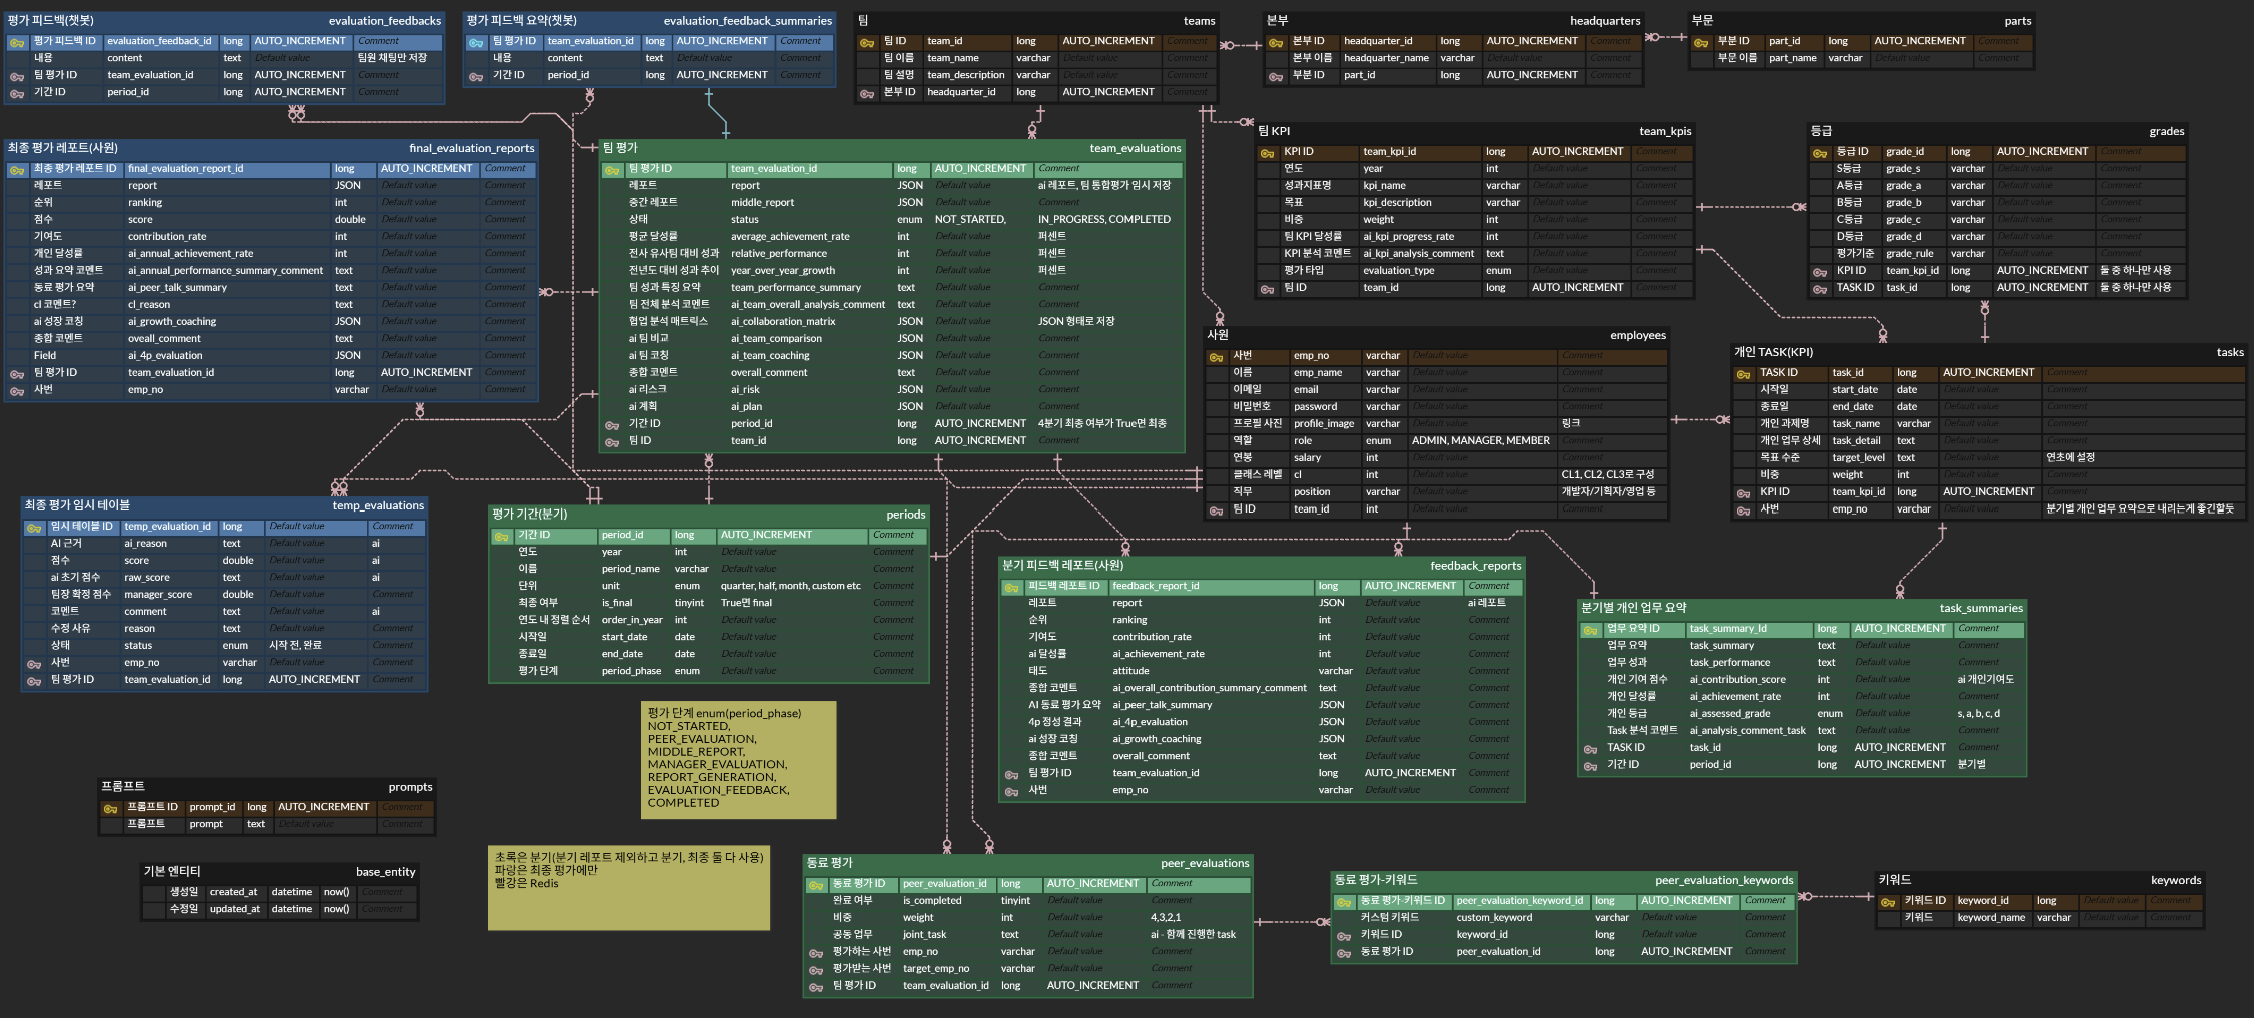 평가 피드백(챗봇) evaluation_feedbacks
평가 피드백 ID evaluation_feedback_id long AUTO_INCREMENT Comment
내용 content text Default value 팀원 채팅만 저장
팀 평가 ID team_evaluation_id long AUTO_INCREMENT Comment
기간 ID period_id long AUTO_INCREMENT Comment
평가 피드백 요약(챗봇) evaluation_feedback_summaries
팀 평가 ID team_evaluation_id long AUTO_INCREMENT Comment
내용 content text Default value Comment
기간 ID period_id long AUTO_INCREMENT Comment
팀 teams
팀 ID team_id long AUTO_INCREMENT Comment
팀 이름 team_name varchar Default value Comment
팀 설명 team_description varchar Default value Comment
본부 ID headquarter_id long AUTO_INCREMENT Comment
본부 headquarters
본부 ID headquarter_id long AUTO_INCREMENT Comment
본부 이름 headquarter_name varchar Default value Comment
부분 ID part_id long AUTO_INCREMENT Comment
부문 parts
부분 ID part_id long AUTO_INCREMENT Comment
부문 이름 part_name varchar Default value Comment
최종 평가 레포트(사원) final_evaluation_reports
최종 평가 레포트 ID final_evaluation_report_id long AUTO_INCREMENT Comment
레포트 report JSON Default value Comment
순위 ranking int Default value Comment
점수 score double Default value Comment
기여도 contribution_rate int Default value Comment
개인 달성률 ai_annual_achievement_rate int Default value Comment
성과 요약 코멘트 ai_annual_performance_summary_comment text Default value Comment
동료 평가 요약 ai_peer_talk_summary text Default value Comment
cl 코멘트? cl_reason text Default value Comment
ai 성장 코칭 ai_growth_coaching JSON Default value Comment
종합 코멘트 oveall_comment text Default value Comment
Field ai_4p_evaluation JSON Default value Comment
팀 평가 ID team_evaluation_id long AUTO_INCREMENT Comment
사번 emp_no varchar Default value Comment
팀 평가 team_evaluations
팀 평가 ID team_evaluation_id long AUTO_INCREMENT Comment
레포트 report JSON Default value ai 레포트, 팀 통합평가 임시 저장
중간 레포트 middle_report JSON Default value Comment
상태 status enum NOT_STARTED, IN_PROGRESS, COMPLETED
평균 달성률 average_achievement_rate int Default value 퍼센트
전사 유사팀 대비 성과 relative_performance int Default value 퍼센트
전년도 대비 성과 추이 year_over_year_growth int Default value 퍼센트
팀 성과 특징 요약 team_performance_summary text Default value Comment
팀 전체 분석 코멘트 ai_team_overall_analysis_comment text Default value Comment
협업 분석 매트릭스 ai_collaboration_matrix JSON Default value JSON 형태로 저장
ai 팀 비교 ai_team_comparison JSON Default value Comment
ai 팀 코칭 ai_team_coaching JSON Default value Comment
종합 코멘트 overall_comment text Default value Comment
ai 리스크 ai_risk JSON Default value Comment
ai 계획 ai_plan JSON Default value Comment
기간 ID period_id long AUTO_INCREMENT 4분기 최종 여부가 True면 최종
팀 ID team_id long AUTO_INCREMENT Comment
팀 KPI team_kpis
KPI ID team_kpi_id long AUTO_INCREMENT Comment
연도 year int Default value Comment
성과지표명 kpi_name varchar Default value Comment
목표 kpi_description varchar Default value Comment
비중 weight int Default value Comment
팀 KPI 달성률 ai_kpi_progress_rate int Default value Comment
KPI 분석 코멘트 ai_kpi_analysis_comment text Default value Comment
평가 타입 evaluation_type enum Default value Comment
팀 ID team_id long AUTO_INCREMENT Comment
등급 grades
등급 ID grade_id long AUTO_INCREMENT Comment
S등급 grade_s varchar Default value Comment
A등급 grade_a varchar Default value Comment
B등급 grade_b varchar Default value Comment
C등급 grade_c varchar Default value Comment
D등급 grade_d varchar Default value Comment
평가기준 grade_rule varchar Default value Comment
KPI ID team_kpi_id long AUTO_INCREMENT 둘 중 하나만 사용
TASK ID task_id long AUTO_INCREMENT 둘 중 하나만 사용
사원 employees
사번 emp_no varchar Default value Comment
이름 emp_name varchar Default value Comment
이메일 email varchar Default value Comment
비밀번호 password varchar Default value Comment
프로필 사진 profile_image varchar Default value 링크
역할 role enum ADMIN, MANAGER, MEMBER Comment
연봉 salary int Default value Comment
클래스 레벨 cl int Default value CL1, CL2, CL3로 구성
직무 position varchar Default value 개발자/기획자/영업 등
팀 ID team_id int Default value Comment
개인 TASK(KPI) tasks
TASK ID task_id long AUTO_INCREMENT Comment
시작일 start_date date Default value Comment
종료일 end_date date Default value Comment
개인 과제명 task_name varchar Default value Comment
개인 업무 상세 task_detail text Default value Comment
목표 수준 target_level text Default value 연초에 설정
비중 weight int Default value Comment
KPI ID team_kpi_id long AUTO_INCREMENT Comment
사번 emp_no varchar Default value 분기별 개인 업무 요약으로 내리는게 좋긴할듯
최종 평가 임시 테이블 temp_evaluations
임시 테이블 ID temp_evaluation_id long Default value Comment
AI 근거 ai_reason text Default value ai
점수 score double Default value ai
ai 초기 점수 raw_score text Default value ai
팀장 확정 점수 manager_score double Default value Comment
코멘트 comment text Default value ai
수정 사유 reason text Default value Comment
상태 status enum 시작 전, 완료 Comment
사번 emp_no varchar Default value Comment
팀 평가 ID team_evaluation_id long AUTO_INCREMENT Comment
평가 기간(분기) periods
기간 ID period_id long AUTO_INCREMENT Comment
연도 year int Default value Comment
이름 period_name varchar Default value Comment
단위 unit enum quarter, half, month, custom etc Comment
최종 여부 is_final tinyint True면 final Comment
연도 내 정렬 순서 order_in_year int Default value Comment
시작일 start_date date Default value Comment
종료일 end_date date Default value Comment
평가 단계 period_phase enum Default value Comment
분기 피드백 레포트(사원) feedback_reports
피드백 레포트 ID feedback_report_id long AUTO_INCREMENT Comment
레포트 report JSON Default value ai 레포트
순위 ranking int Default value Comment
기여도 contribution_rate int Default value Comment
ai 달성률 ai_achievement_rate int Default value Comment
태도 attitude varchar Default value Comment
종합 코멘트 ai_overall_contribution_summary_comment text Default value Comment
AI 동료 평가 요약 ai_peer_talk_summary JSON Default value Comment
4p 정성 결과 ai_4p_evaluation JSON Default value Comment
ai 성장 코칭 ai_growth_coaching JSON Default value Comment
종합 코멘트 overall_comment text Default value Comment
팀 평가 ID team_evaluation_id long AUTO_INCREMENT Comment
사번 emp_no varchar Default value Comment
분기별 개인 업무 요약 task_summaries
업무 요약 ID task_summary_Id long AUTO_INCREMENT Comment
업무 요약 task_summary text Default value Comment
업무 성과 task_performance text Default value Comment
개인 기여 점수 ai_contribution_score int Default value ai 개인기여도
개인 달성률 ai_achievement_rate int Default value Comment
개인 등급 ai_assessed_grade enum Default value s, a, b, c, d
Task 분석 코멘트 ai_analysis_comment_task text Default value Comment
TASK ID task_id long AUTO_INCREMENT Comment
기간 ID period_id long AUTO_INCREMENT 분기별
평가 단계 enum(period_phase)
NOT_STARTED,
PEER_EVALUATION,
MIDDLE_REPORT,
MANAGER_EVALUATION,
REPORT_GENERATION,
EVALUATION_FEEDBACK,
COMPLETED
프롬프트 prompts
프롬프트 ID prompt_id long AUTO_INCREMENT Comment
프롬프트 prompt text Default value Comment
기본 엔티티 base_entity
생성일 created_at datetime now() Comment
수정일 updated_at datetime now() Comment
초록은 분기(분기 레포트 제외하고 분기, 최종 둘 다 사용)
파랑은 최종 평가에만
빨강은 Redis
동료 평가 peer_evaluations
동료 평가 ID peer_evaluation_id long AUTO_INCREMENT Comment
완료 여부 is_completed tinyint Default value Comment
비중 weight int Default value 4,3,2,1
공동 업무 joint_task text Default value ai - 함께 진행한 task
평가하는 사번 emp_no varchar Default value Comment
평가받는 사번 target_emp_no varchar Default value Comment
팀 평가 ID team_evaluation_id long AUTO_INCREMENT Comment
동료 평가-키워드 peer_evaluation_keywords
동료 평가-키워드 ID peer_evaluation_keyword_id long AUTO_INCREMENT Comment
커스텀 키워드 custom_keyword varchar Default value Comment
키워드 ID keyword_id long Default value Comment
동료 평가 ID peer_evaluation_id long AUTO_INCREMENT Comment
키워드 keywords
키워드 ID keyword_id long Default value Comment
키워드 keyword_name varchar Default value Comment